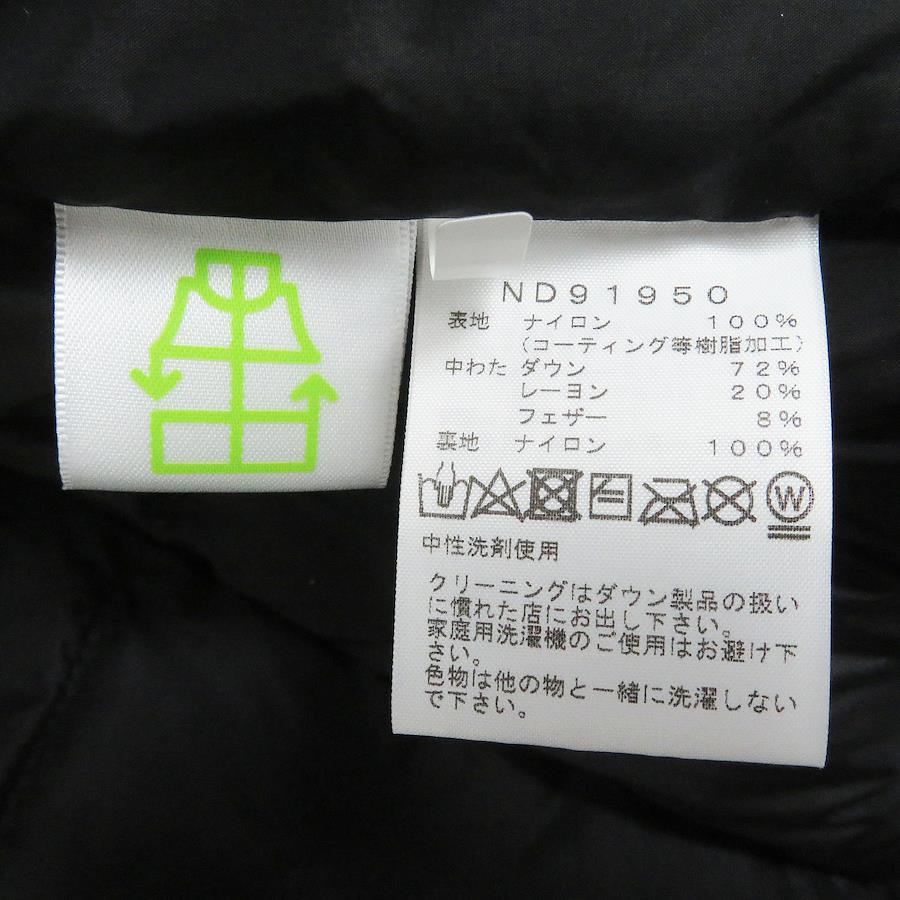 ND91950
表地 ナイロン 100%
(コーティング等樹脂加工)
中わた ダウン 72%
レーヨン 20%
フェザー 8%
裏地 ナイロン 100%
W
中性洗剤使用
クリーニングはダウン製品の扱い
に慣れた店にお出し下さい。
家庭用洗濯機のご使用はお避け下
さい。
色物は他の物と一緒に洗濯しない
で下さい。